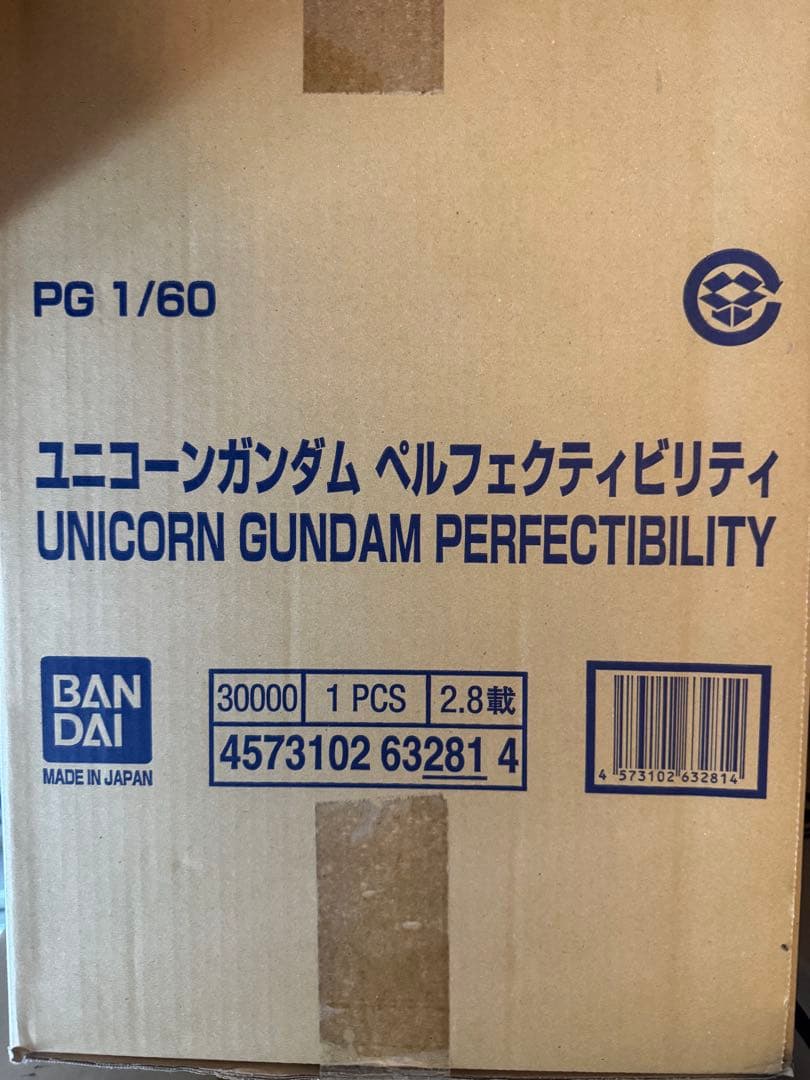 PG 1/60
ユニコーンガンダム ペルフェクティビリティ
UNICORN GUNDAM PERFECTIBILITY
BAN
DAI
MADE IN JAPAN
30000 1 PCS 2.8載
4573102 63281 4
4 573102 632814